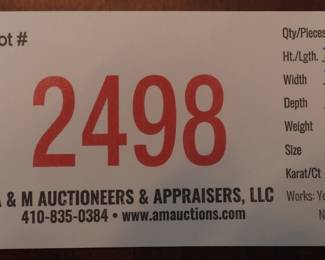 ot #
2498
A & M AUCTIONEERS & APPRAISERS, LLC
410-835-0384 • www.amauctions.com
Qty/Pieces
Ht./Lgth.
Width
Depth
Weight
Size
Karat/Ct
Works: Ye
N